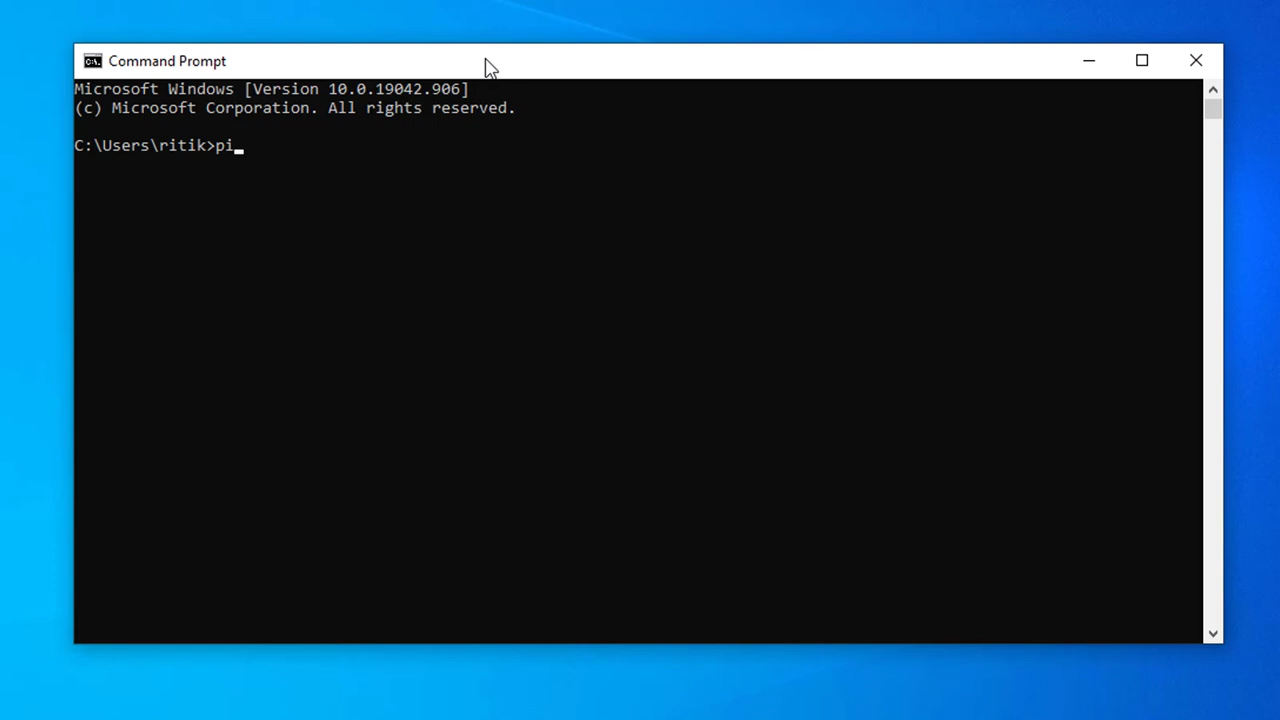 Command Prompt
Microsoft Windows [Version 10.0.19042.906]
(c) Microsoft Corporation. All rights reserved.
C:\Users\ritik>pi